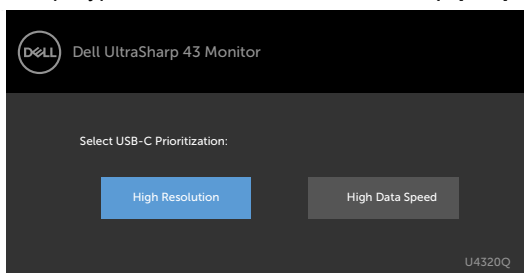 DELL Dell UltraSharp 43 Monitor
Select USB-C Prioritization:
High Resolution High Data Speed
U4320Q